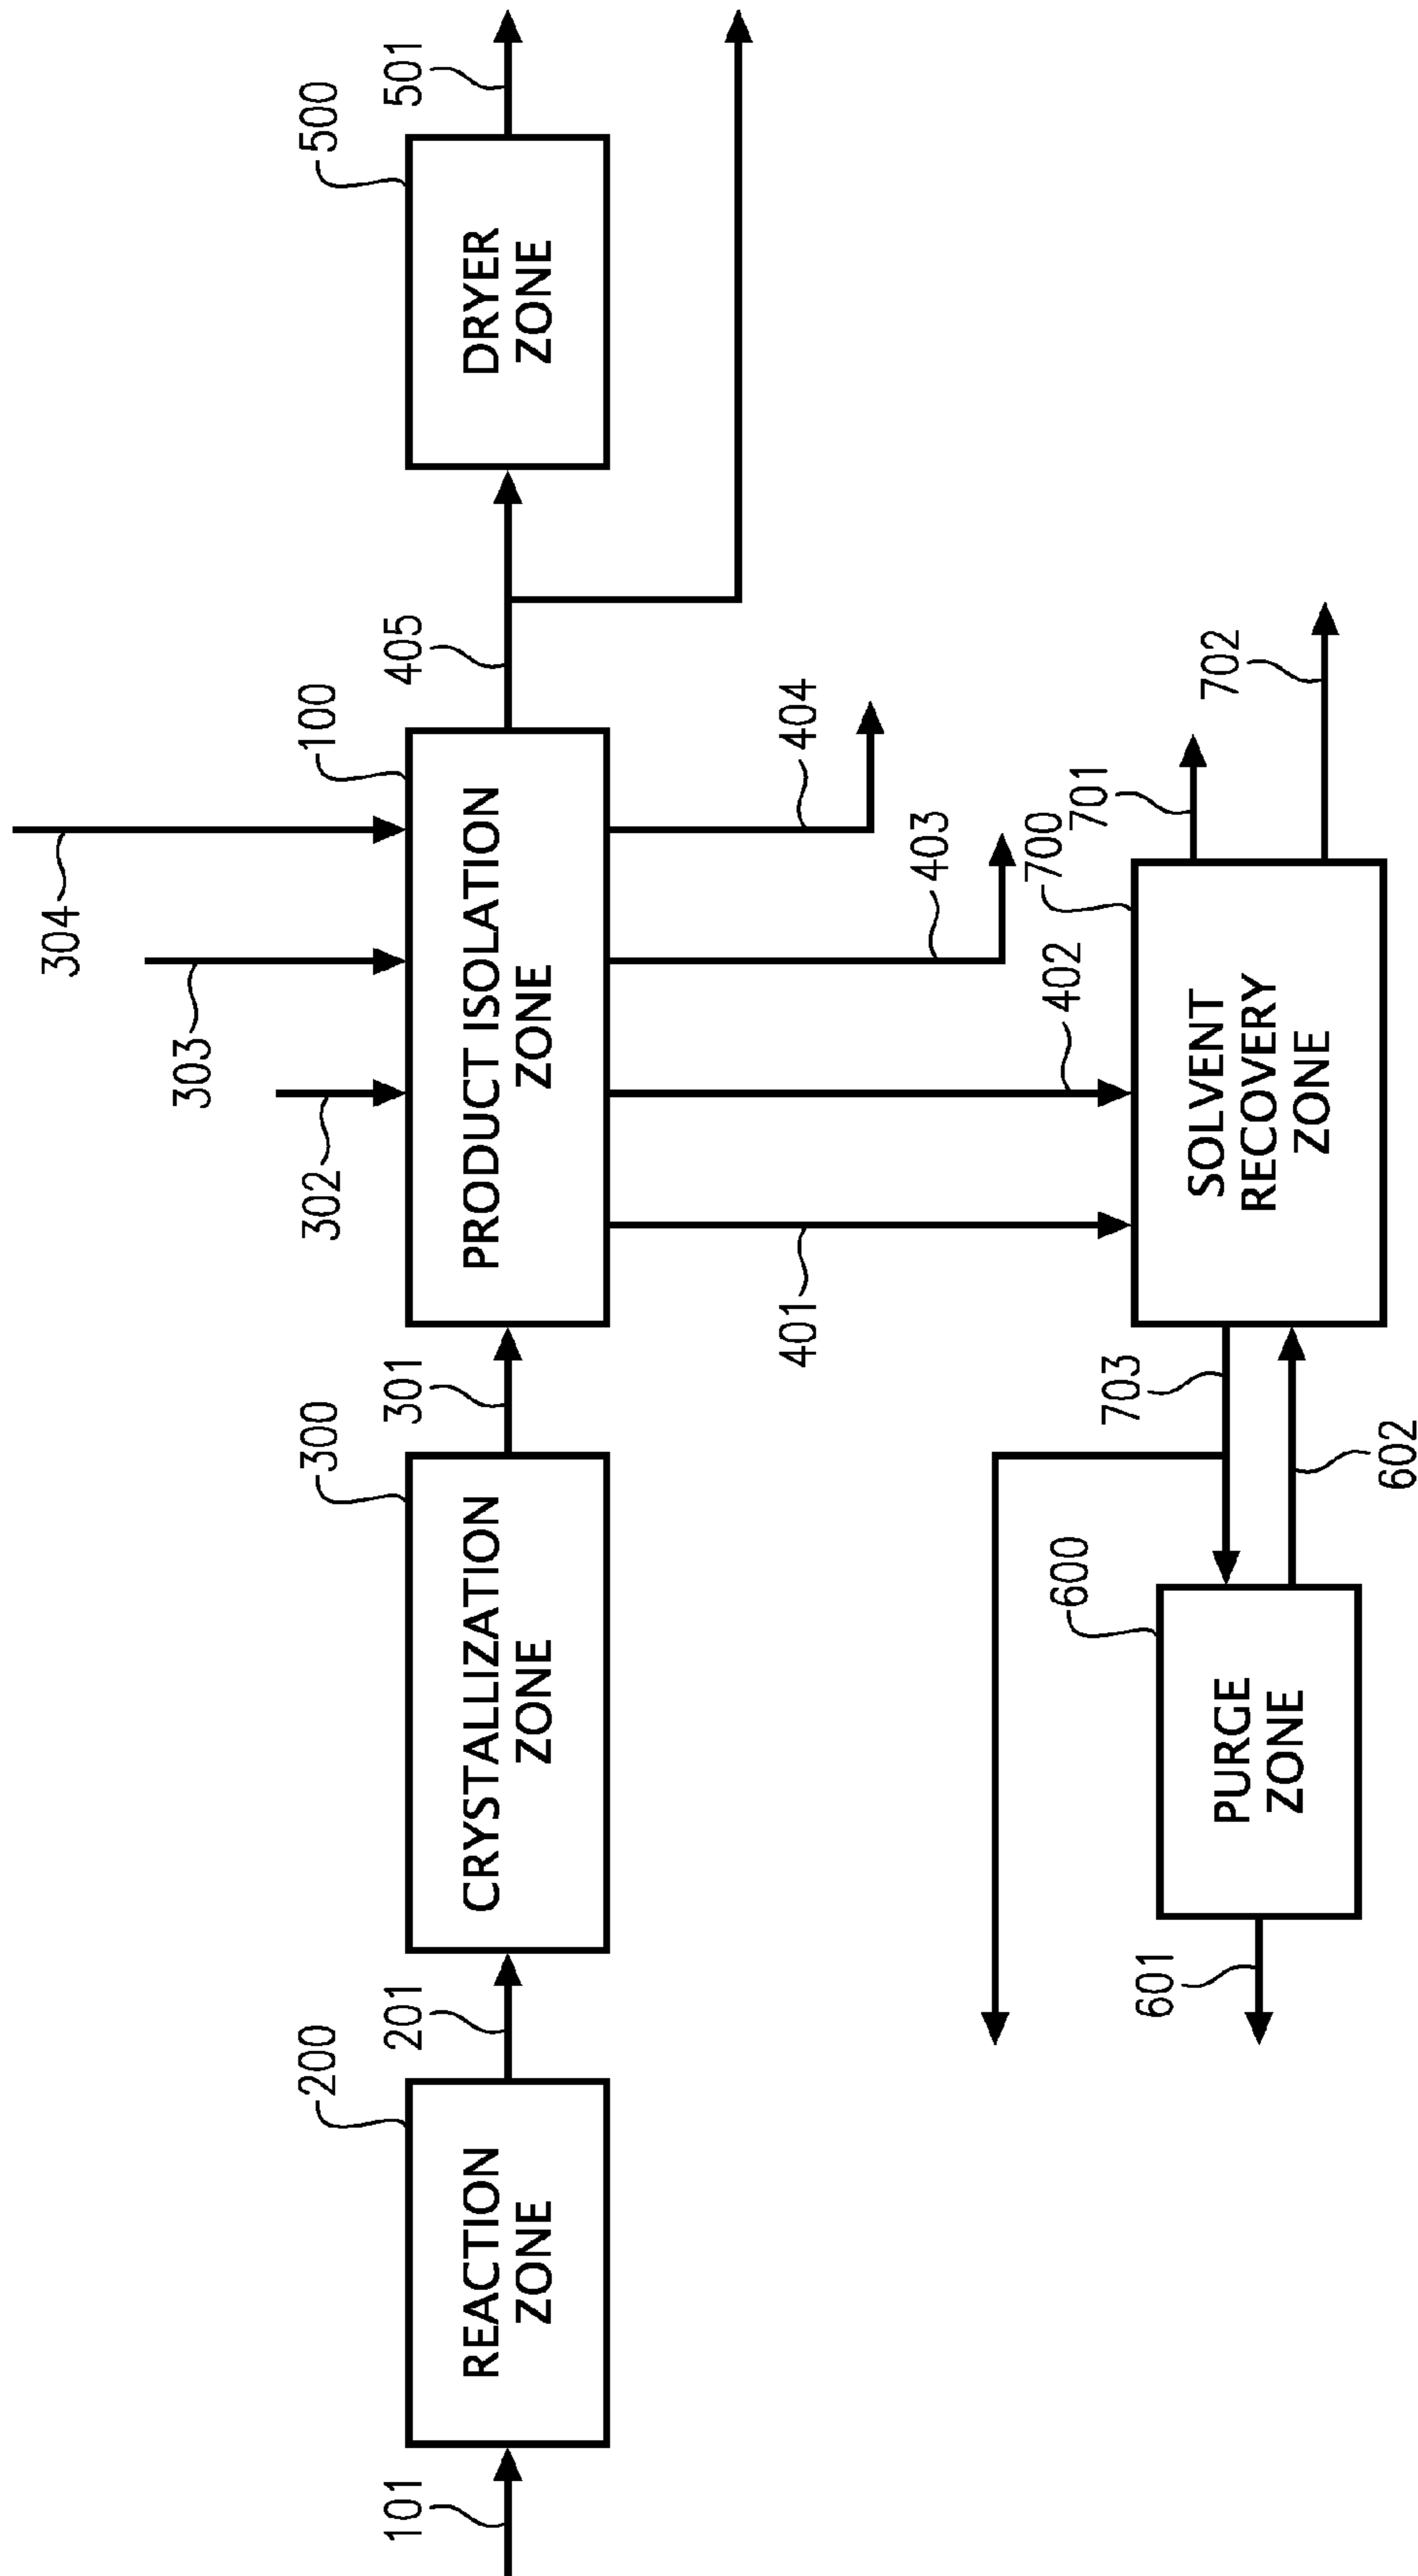 304
303
302
200
300
100
500
101
201
301
405
501
REACTION
ZONE
CRYSTALLIZATION
ZONE
PRODUCT ISOLATION
ZONE
DRYER
ZONE
401
404
403
402
600
700
703
701
702
601
PURGE
ZONE
SOLVENT
RECOVERY
ZONE
602